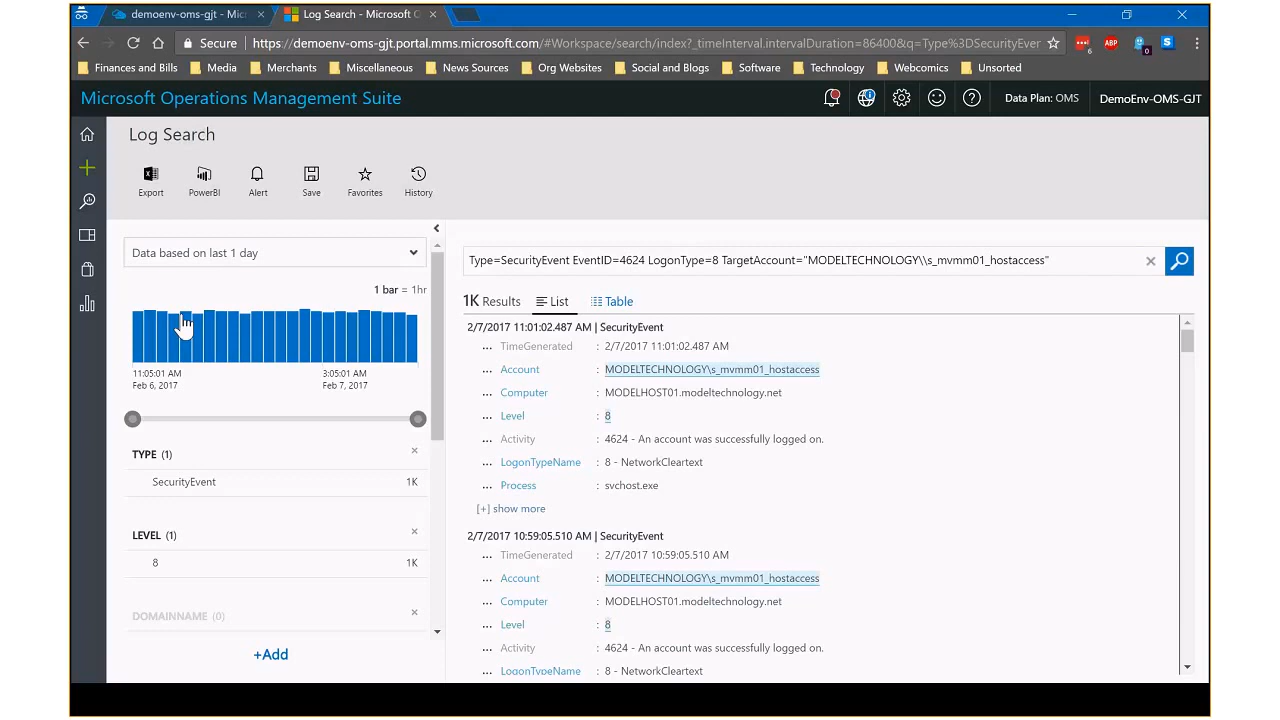 demoenv-oms-gjt - Mic
Log Search - Microsoft O
Secure
https://demoenv-oms-gjt.portal.mms.microsoft.com/#Workspace/search/index?_timeInterval.intervalDuration=86400&q=Type%3DSecurityEver
ABP
S
6
0
Finances and Bills
Media
Merchants
Miscellaneous
News Sources
Org Websites
Social and Blogs
Software
Technology
Webcomics
Unsorted
Microsoft Operations Management Suite
Data Plan: OMS
DemoEnv-OMS-GJT
Log Search
Export
PowerBI
Alert
Save
Favorites
History
Data based on last 1 day
1 bar = 1hr
11:05:01 AM
Feb 6, 2017
3:05:01 AM
Feb 7, 2017
TYPE (1)
SecurityEvent 1K
LEVEL (1)
8 1K
DOMAINNAME (0)
+Add
Type=SecurityEvent EventID=4624 LogonType=8 TargetAccount="MODELTECHNOLOGY\\s_mvmm01_hostaccess"
1K Results List Table
2/7/2017 11:01:02.487 AM | SecurityEvent
... TimeGenerated : 2/7/2017 11:01:02.487 AM
... Account : MODELTECHNOLOGY\s_mvmm01_hostaccess
... Computer : MODELHOST01.modeltechnology.net
... Level : 8
... Activity : 4624 - An account was successfully logged on.
... LogonTypeName : 8 - NetworkCleartext
... Process : svchost.exe
[+] show more
2/7/2017 10:59:05.510 AM | SecurityEvent
... TimeGenerated : 2/7/2017 10:59:05.510 AM
... Account : MODELTECHNOLOGY\s_mvmm01_hostaccess
... Computer : MODELHOST01.modeltechnology.net
... Level : 8
... Activity : 4624 - An account was successfully logged on.
... LogonTypeName : 8 - NetworkCleartext